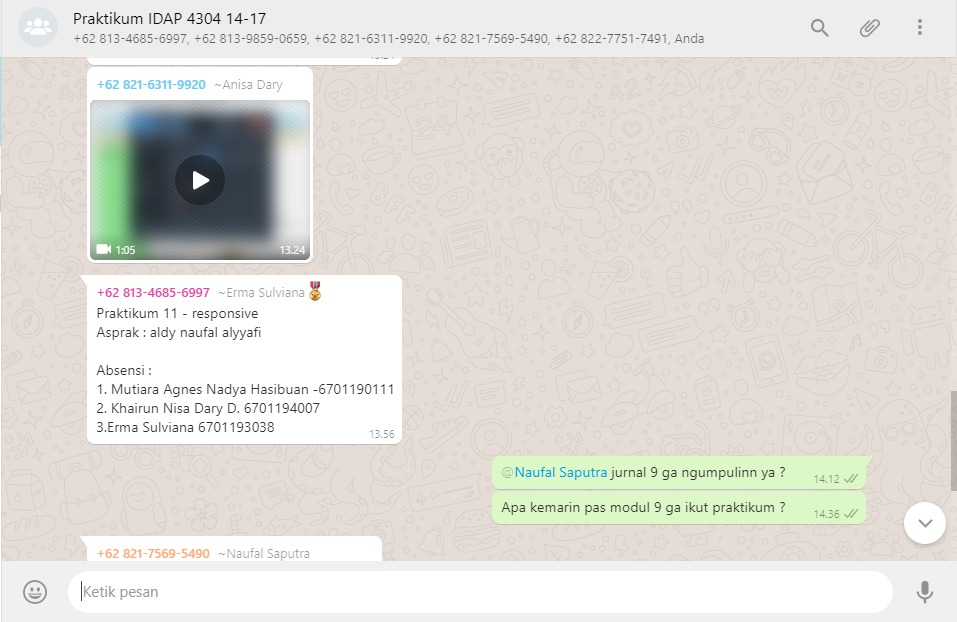 Praktikum IDAP 4304 14-17
+62 813-4685-6997, +62 813-9859-0659, +62 821-6311-9920, +62 821-7569-5490, +62 822-7751-7491, Anda
+62 821-6311-9920 ~Anisa Dary
1:05 13.24
+62 813-4685-6997 ~Erma Sulviana🎖
Praktikum 11 - responsive
Asprak : aldy naufal alyyafi
Absensi :
1. Mutiara Agnes Nadya Hasibuan -6701190111
2. Khairun Nisa Dary D. 6701194007
3.Erma Sulviana 6701193038
13.56
@Naufal Saputra jurnal 9 ga ngumpulinn ya ? 14.12
Apa kemarin pas modul 9 ga ikut praktikum ? 14.36
+62 821-7569-5490 ~Naufal Saputra
Ketik pesan